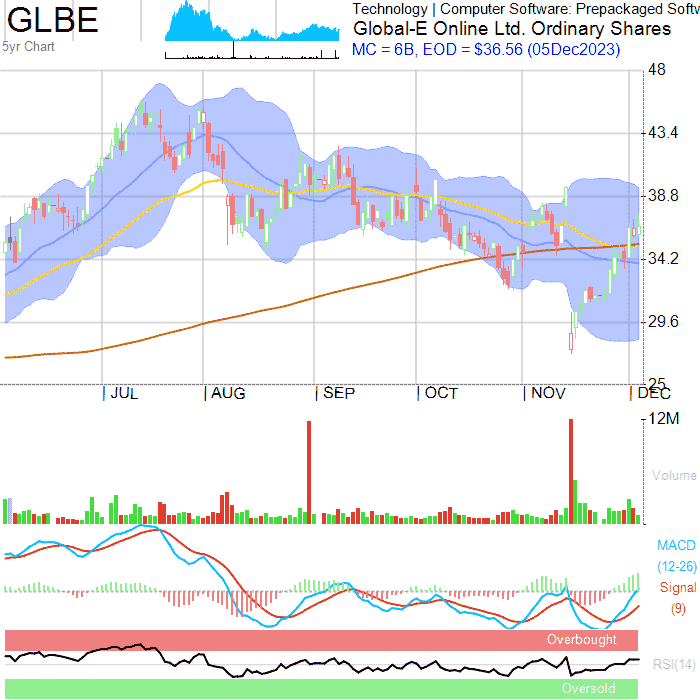 GLBE
5yr Chart
Technology | Computer Software: Prepackaged Softw
Global-E Online Ltd. Ordinary Shares
MC = 6B, EOD = $36.56 (05Dec2023)
48
43.4
38.8
34.2
29.6
25
JUL AUG SEP OCT NOV DEC
12M
Volume
MACD
(12-26)
Signal
(9)
Overbought
RSI(14)
Oversold